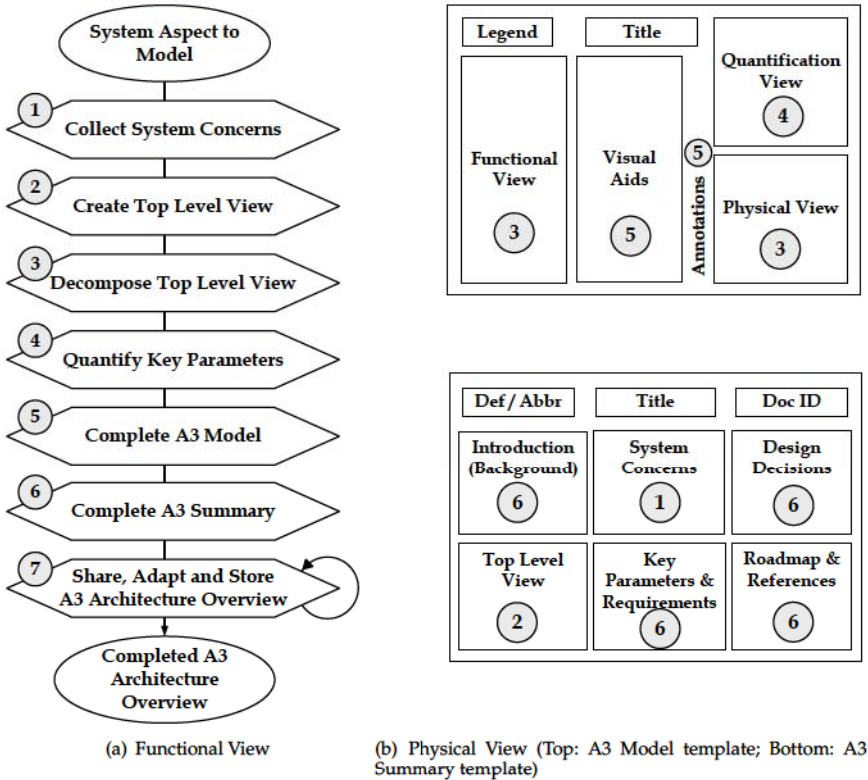 System Aspect to
Model
1
Collect System Concerns
2
Create Top Level View
3
Decompose Top Level View
4
Quantify Key Parameters
5
Complete A3 Model
6
Complete A3 Summary
7
Share, Adapt and Store
A3 Architecture Overview
Completed A3
Architecture
Overview
(a) Functional View
Legend
Title
Functional
View
3
Visual
Aids
5
5
Annotations
Quantification
View
4
Physical View
3
Def / Abbr
Title
Doc ID
Introduction
(Background)
6
System
Concerns
1
Design
Decisions
6
Top Level
View
2
Key
Parameters &
Requirements
6
Roadmap &
References
6
(b) Physical View (Top: A3 Model template; Bottom: A3
Summary template)